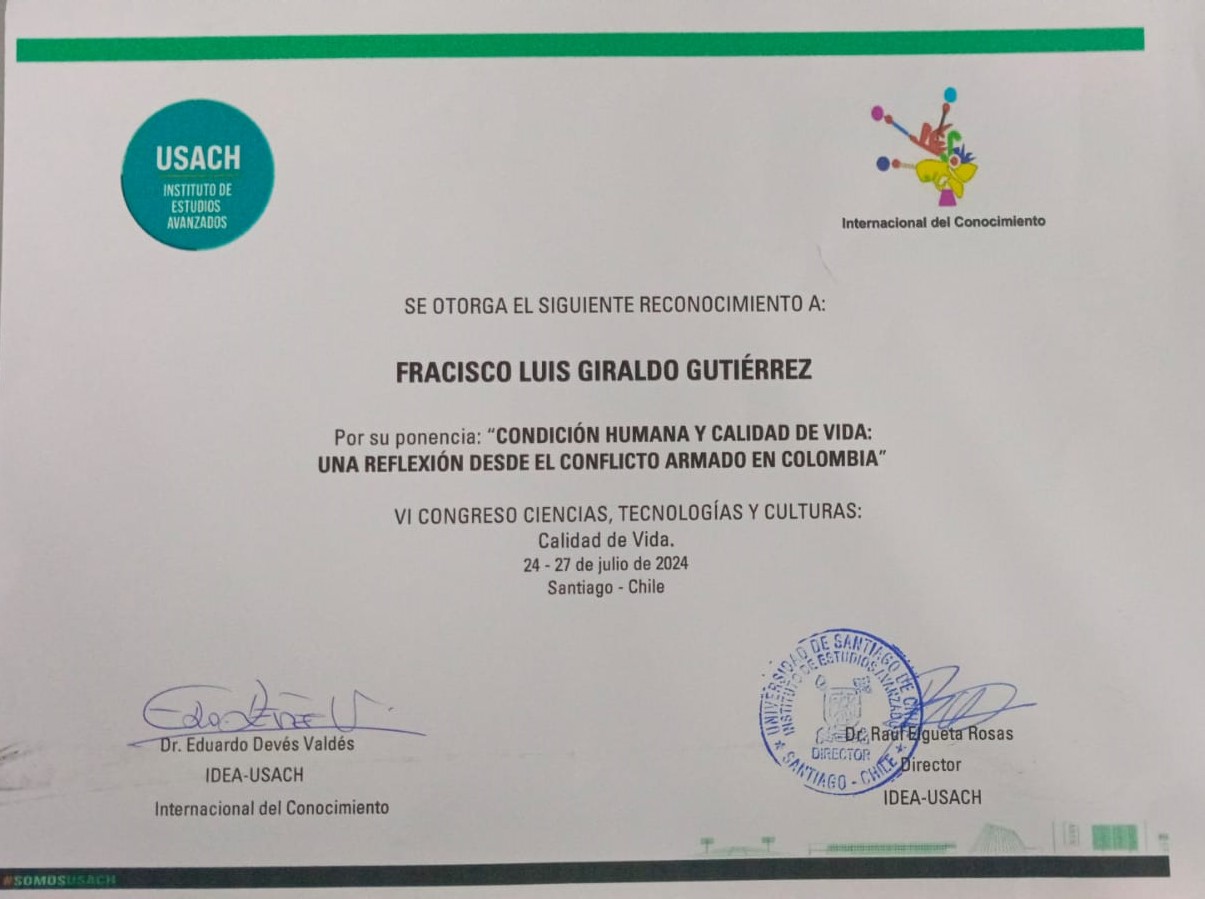 USACH
INSTITUTO DE
ESTUDIOS
AVANZADOS
Internacional del Conocimiento
SE OTORGA EL SIGUIENTE RECONOCIMIENTO A:
FRACISCO LUIS GIRALDO GUTIÉRREZ
Por su ponencia: “CONDICIÓN HUMANA Y CALIDAD DE VIDA:
UNA REFLEXIÓN DESDE EL CONFLICTO ARMADO EN COLOMBIA”
VI CONGRESO CIENCIAS, TECNOLOGÍAS Y CULTURAS:
Calidad de Vida.
24 - 27 de julio de 2024
Santiago - Chile
Dr. Eduardo Devés Valdés
IDEA-USACH
Internacional del Conocimiento
UNIVERSIDAD DE SANTIAGO DE CHILE
INSTITUTO DE ESTUDIOS AVANZADOS
DIRECTOR
* SANTIAGO - CHILE *
Dr. Raúl Elgueta Rosas
Director
IDEA-USACH
#SOMOSUSACH